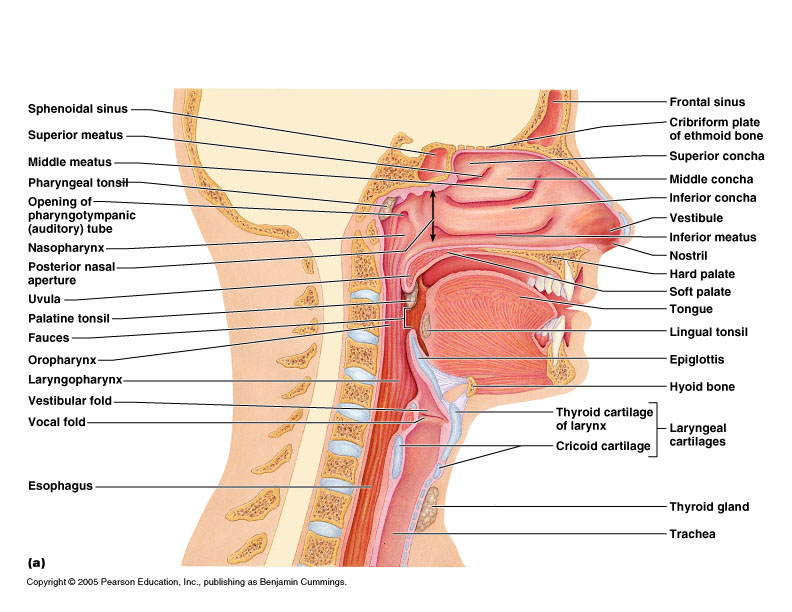 Sphenoidal sinus
Superior meatus
Middle meatus
Pharyngeal tonsil
Opening of
pharyngotympanic
(auditory) tube
Nasopharynx
Posterior nasal
aperture
Uvula
Palatine tonsil
Fauces
Oropharynx
Laryngopharynx
Vestibular fold
Vocal fold
Esophagus
Frontal sinus
Cribriform plate
of ethmoid bone
Superior concha
Middle concha
Inferior concha
Vestibule
Inferior meatus
Nostril
Hard palate
Soft palate
Tongue
Lingual tonsil
Epiglottis
Hyoid bone
Thyroid cartilage
of larynx
Cricoid cartilage
Laryngeal
cartilages
Thyroid gland
Trachea
(a)
Copyright © 2005 Pearson Education, Inc., publishing as Benjamin Cummings.